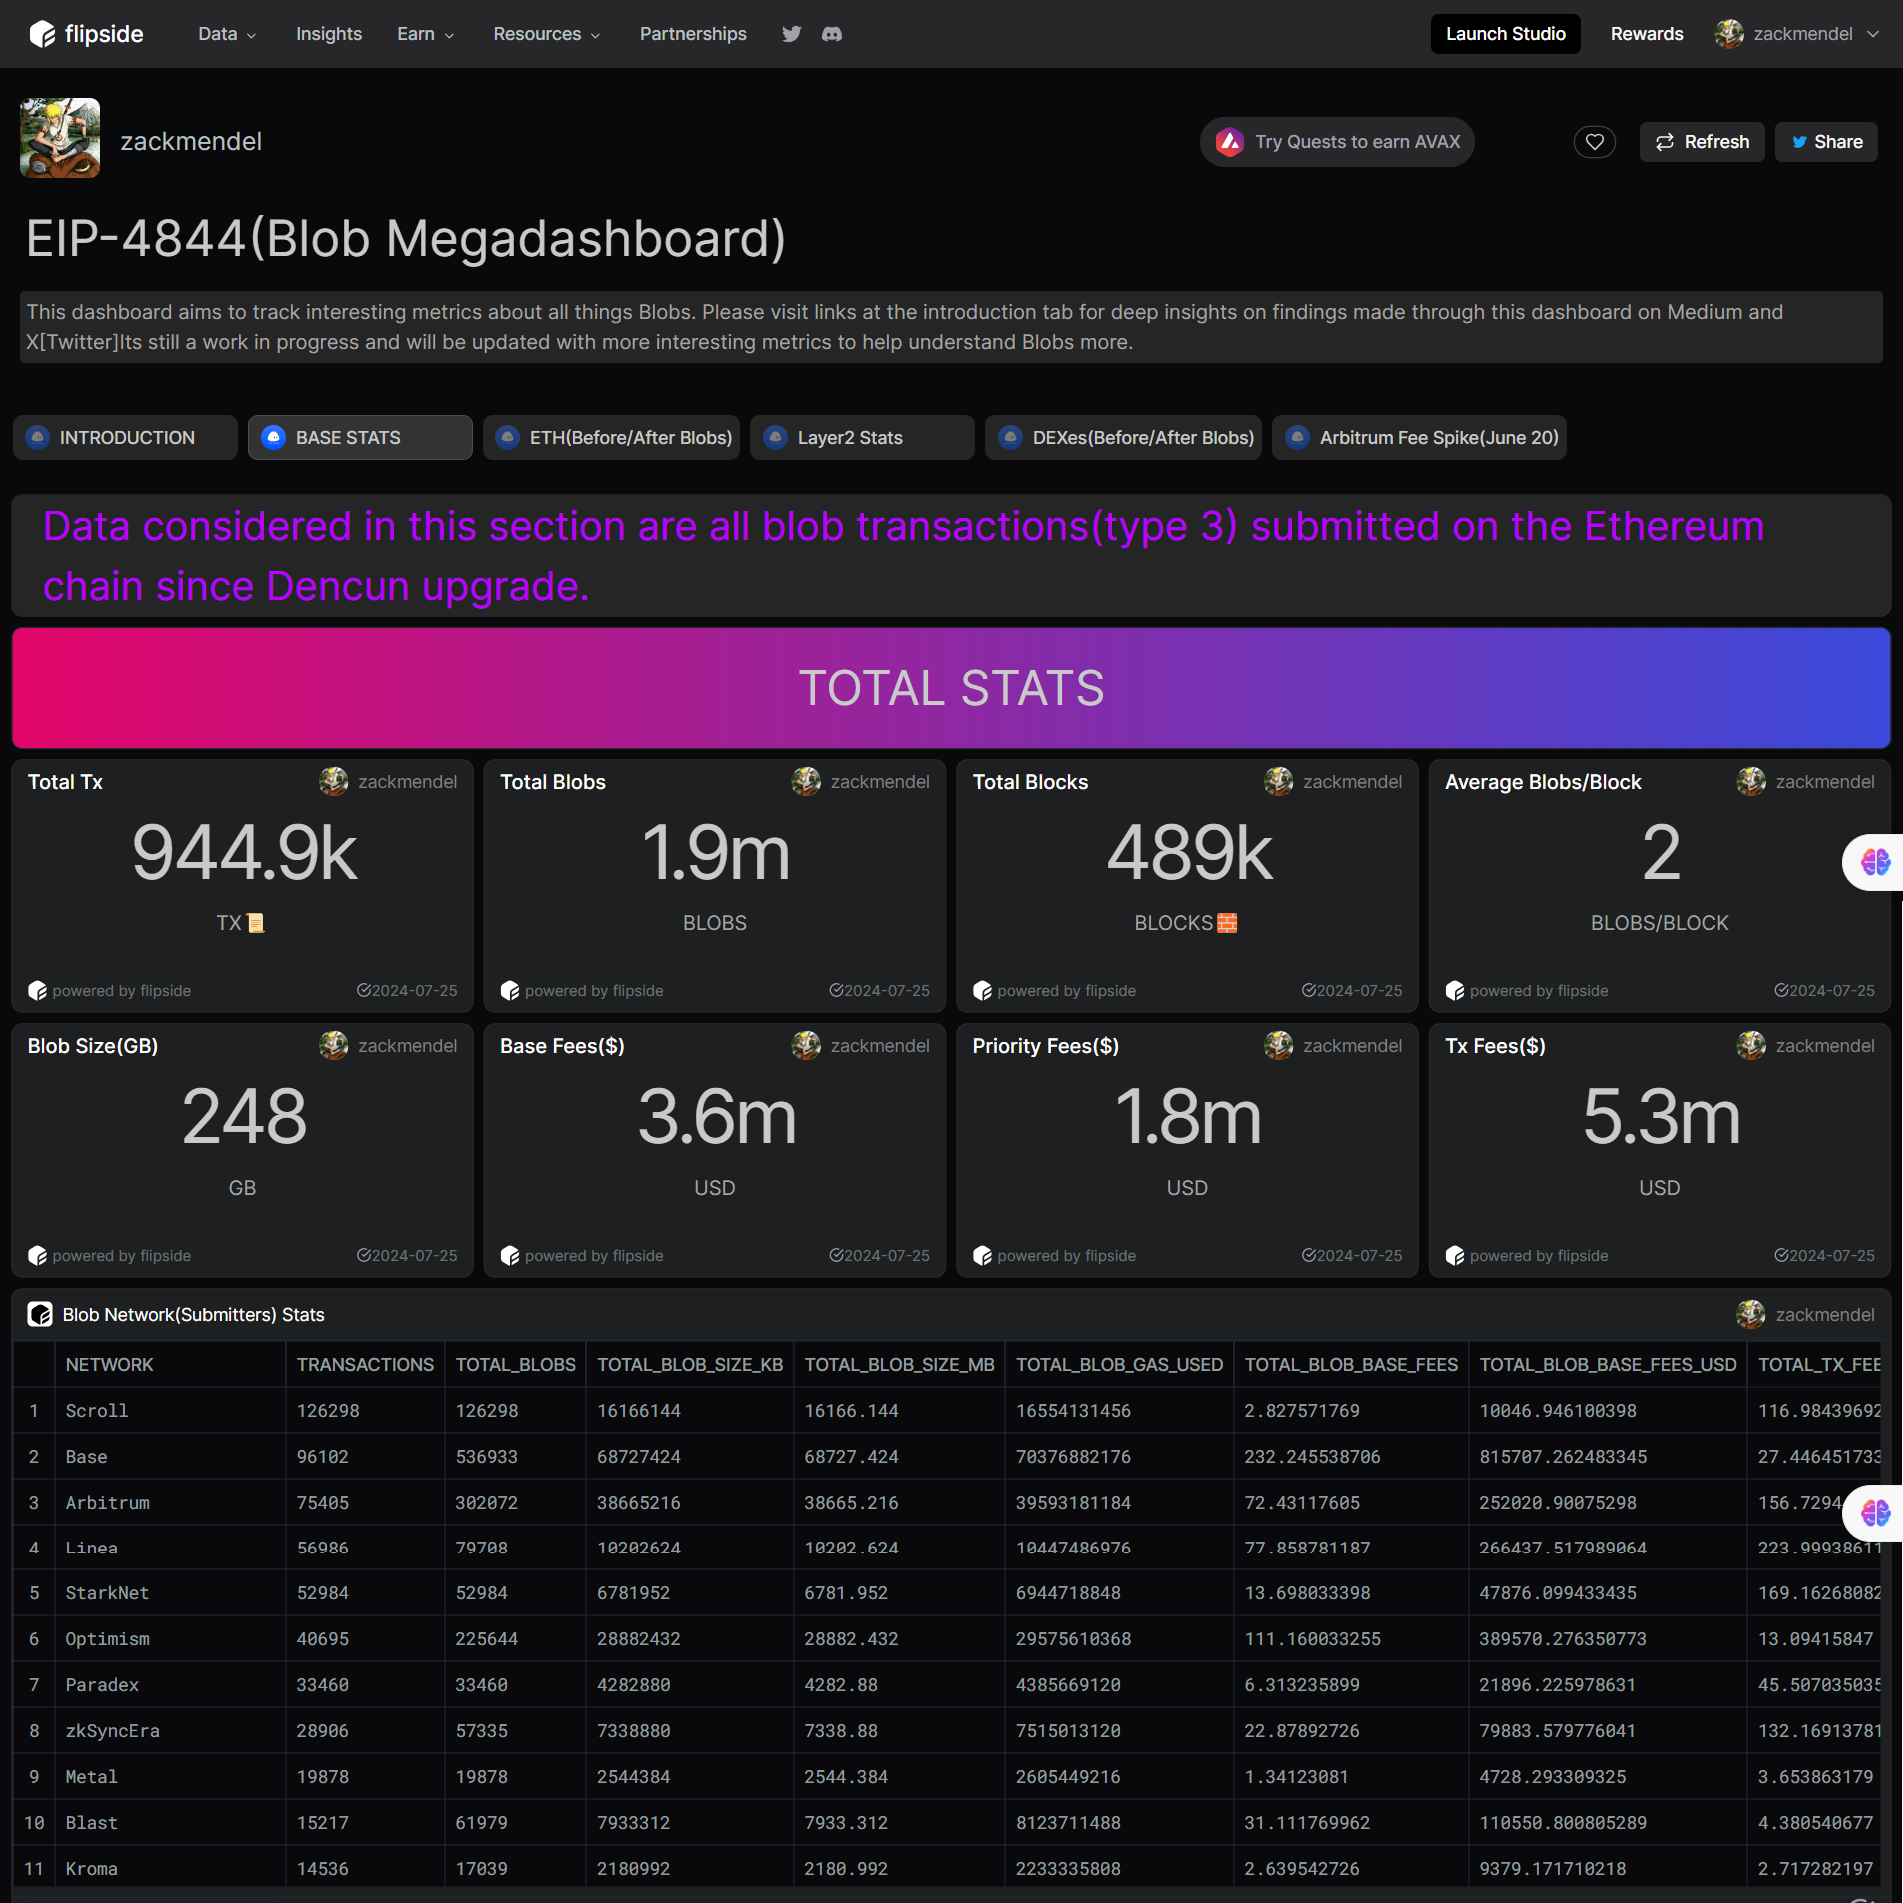 flipside Data Insights Earn Resources Partnerships Launch Studio Rewards zackmendel
zackmendel Try Quests to earn AVAX Refresh Share
EIP-4844(Blob Megadashboard)
This dashboard aims to track interesting metrics about all things Blobs. Please visit links at the introduction tab for deep insights on findings made through this dashboard on Medium and
X[Twitter]Its still a work in progress and will be updated with more interesting metrics to help understand Blobs more.
INTRODUCTION BASE STATS ETH(Before/After Blobs) Layer2 Stats DEXes(Before/After Blobs) Arbitrum Fee Spike(June 20)
Data considered in this section are all blob transactions(type 3) submitted on the Ethereum
chain since Dencun upgrade.
TOTAL STATS
Total Tx zackmendel Total Blobs zackmendel Total Blocks zackmendel Average Blobs/Block zackmendel
944.9k 1.9m 489k 2
TX BLOBS BLOCKS BLOBS/BLOCK
powered by flipside 2024-07-25 powered by flipside 2024-07-25 powered by flipside 2024-07-25 powered by flipside 2024-07-25
Blob Size(GB) zackmendel Base Fees($) zackmendel Priority Fees($) zackmendel Tx Fees($) zackmendel
248 3.6m 1.8m 5.3m
GB USD USD USD
powered by flipside 2024-07-25 powered by flipside 2024-07-25 powered by flipside 2024-07-25 powered by flipside 2024-07-25
Blob Network(Submitters) Stats zackmendel
NETWORK TRANSACTIONS TOTAL_BLOBS TOTAL_BLOB_SIZE_KB TOTAL_BLOB_SIZE_MB TOTAL_BLOB_GAS_USED TOTAL_BLOB_BASE_FEES TOTAL_BLOB_BASE_FEES_USD TOTAL_TX_FEE
1 Scroll 126298 126298 16166144 16166.144 16554131456 2.827571769 10046.946100398 116.98439692
2 Base 96102 536933 68727424 68727.424 70376882176 232.245538706 815707.262483345 27.446451733
3 Arbitrum 75405 302072 38665216 38665.216 39593181184 72.43117605 252020.90075298 156.7294
4 Linea 56986 79708 10202624 10202.624 10447486976 77.858781187 266437.517989064 223.99938611
5 StarkNet 52984 52984 6781952 6781.952 6944718848 13.698033398 47876.099433435 169.16268082
6 Optimism 40695 225644 28882432 28882.432 29575610368 111.160033255 389570.276350773 13.09415847
7 Paradex 33460 33460 4282880 4282.88 4385669120 6.313235899 21896.225978631 45.507035035
8 zkSyncEra 28906 57335 7338880 7338.88 7515013120 22.87892726 79883.579776041 132.16913781
9 Metal 19878 19878 2544384 2544.384 2605449216 1.34123081 4728.293309325 3.653863179
10 Blast 15217 61979 7933312 7933.312 8123711488 31.111769962 110550.800805289 4.380540677
11 Kroma 14536 17039 2180992 2180.992 2233335808 2.639542726 9379.171710218 2.717282197